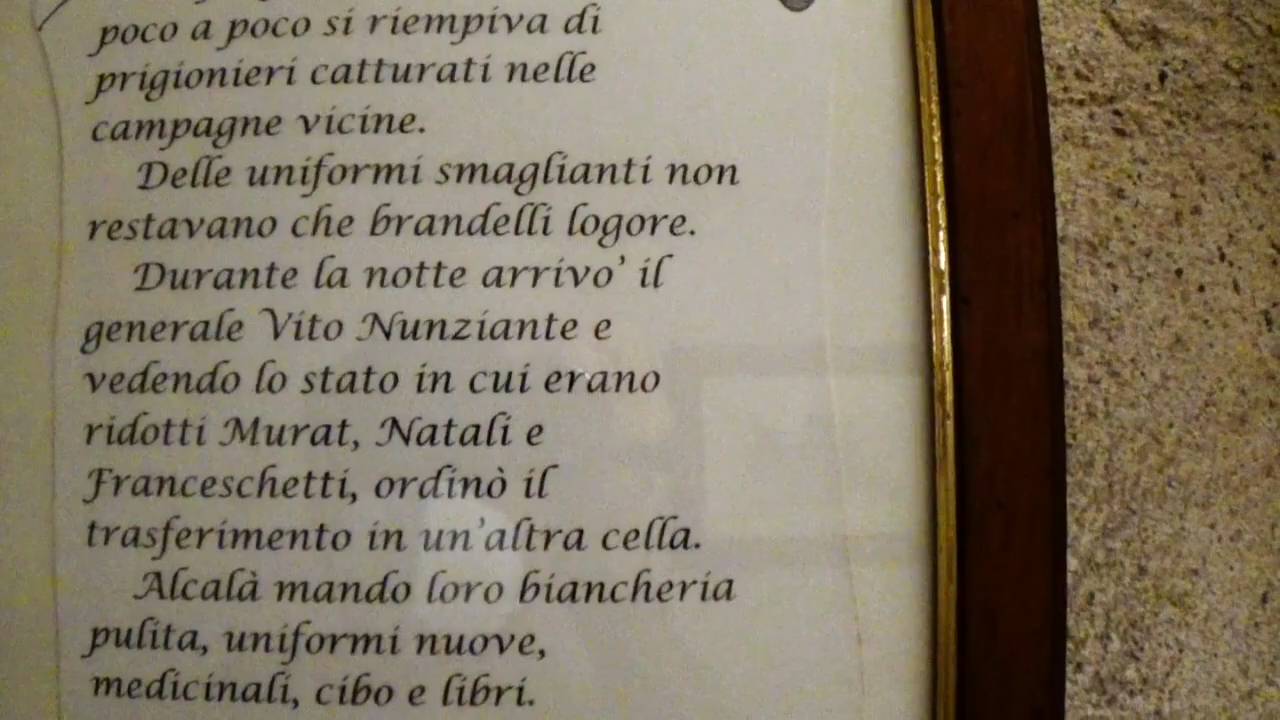 poco a poco si riempiva di
prigionieri catturati nelle
campagne vicine.
Delle uniformi smaglianti non
restavano che brandelli logore.
Durante la notte arrivo' il
generale Vito Nunziante e
vedendo lo stato in cui erano
ridotti Murat, Natali e
Franceschetti, ordinò il
trasferimento in un'altra cella.
Alcalà mando loro biancheria
pulita, uniformi nuove,
medicinali, cibo e libri.